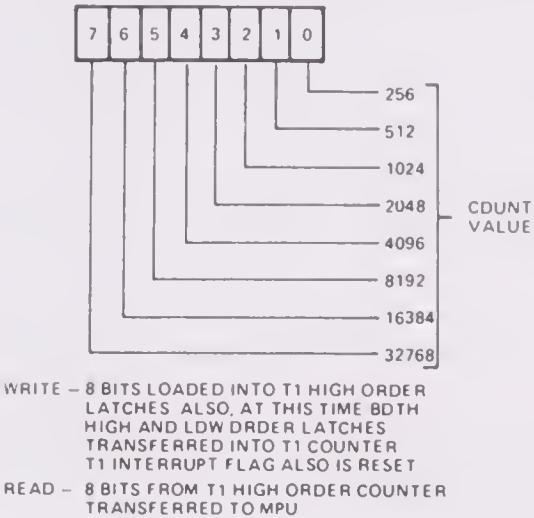 7 6 5 4 3 2 1 0
256
512
1024
2048
4096
8192
16384
32768
CDUNT
VALUE
WRITE – 8 BITS LOADED INTO T1 HIGH ORDER
LATCHES ALSO, AT THIS TIME BDTH
HIGH AND LDW DRDER LATCHES
TRANSFERRED INTO T1 COUNTER
T1 INTERRUPT FLAG ALSO IS RESET
READ – 8 BITS FROM T1 HIGH ORDER COUNTER
TRANSFERRED TO MPU